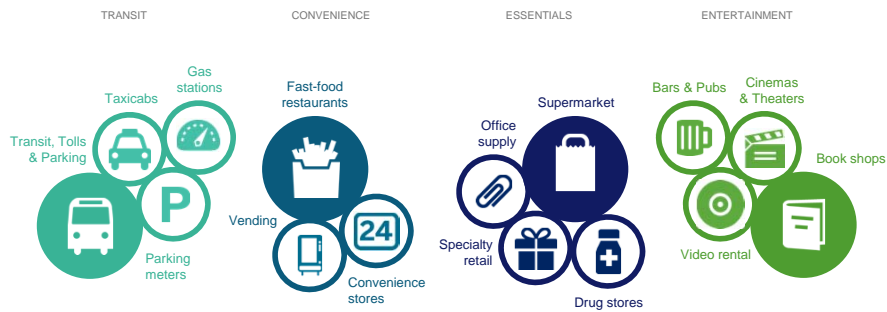 TRANSIT
CONVENIENCE
ESSENTIALS
ENTERTAINMENT
Gas
stations
Taxicabs
Transit, Tolls
& Parking
P
Parking
meters
Fast-food
restaurants
Vending
24
Convenience
stores
Supermarket
Office
supply
Specialty
retail
Drug stores
Bars & Pubs
Cinemas
& Theaters
Book shops
Video rental